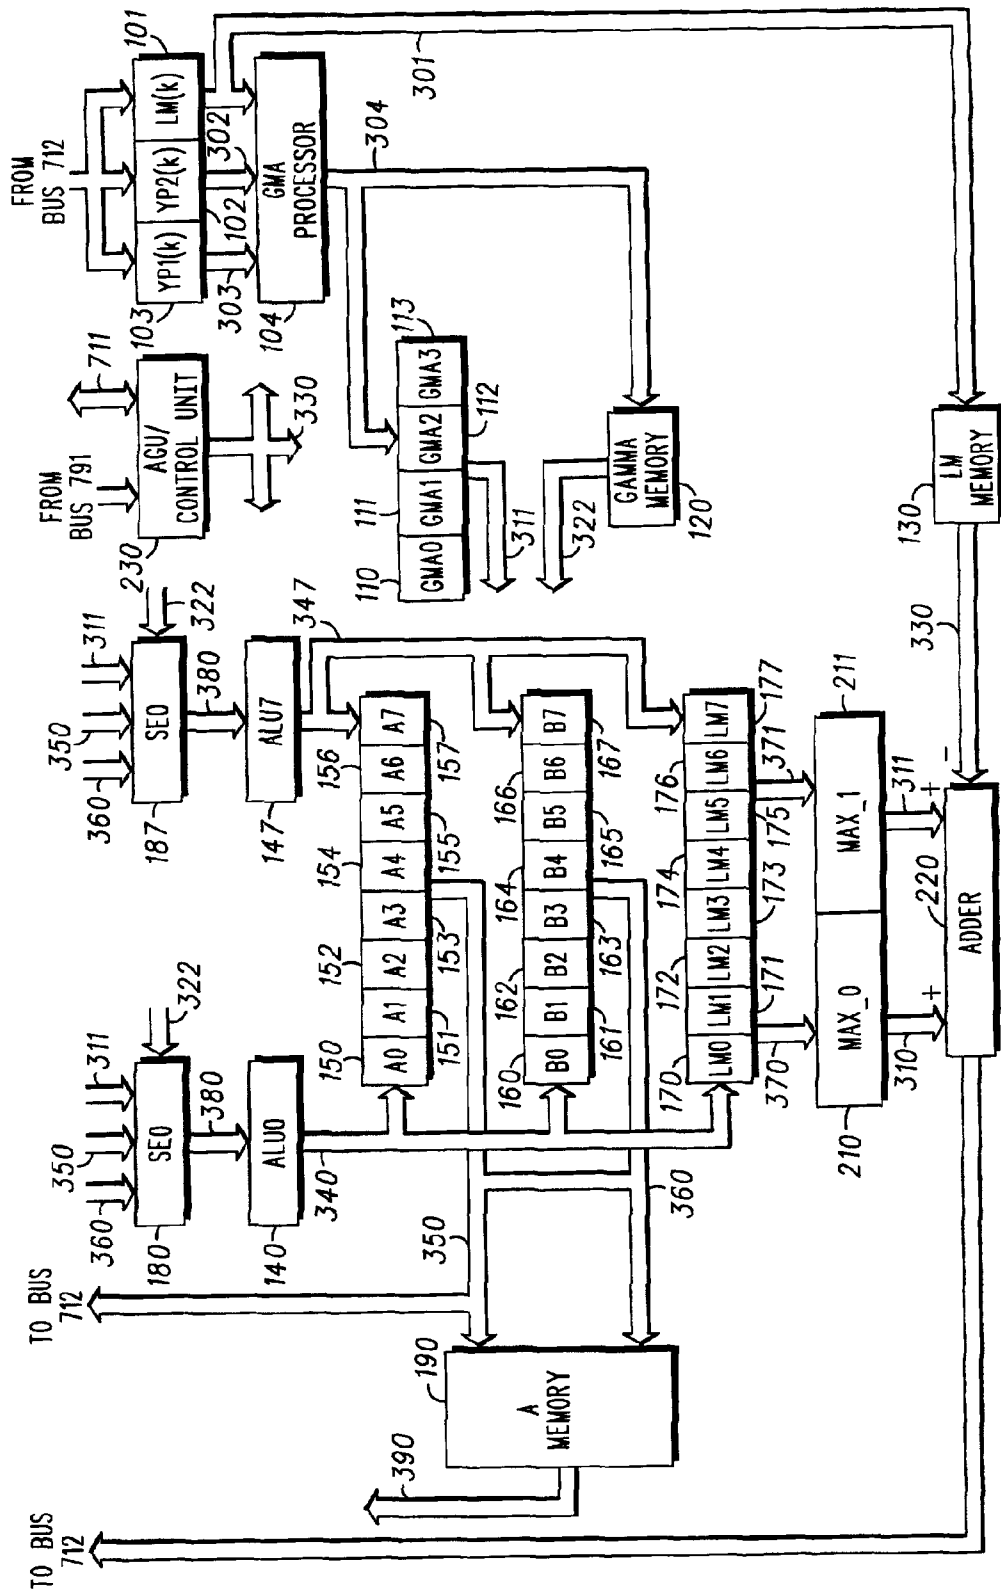 TO BUS
712
TO BUS
712
390
190
A
MEMORY
360
350
311
322
SEQ
180
380
ALU0
140
340
350
360
360
350
311
322
SEQ
187
380
ALU7
147
347
150
152
154
156
A0
A1
A2
A3
A4
A5
A6
A7
151
153
155
157
160
162
164
166
B0
B1
B2
B3
B4
B5
B6
B7
161
163
165
167
170
172
174
176
LM0
LM1
LM2
LM3
LM4
LM5
LM6
LM7
171
173
175
177
370
371
MAX_0
MAX_1
210
211
310
311
+
+
-
220
ADDER
FROM
BUS 791
711
AGU/
CONTROL UNIT
230
330
FROM
BUS 712
YP1(k)
YP2(k)
LM(k)
103
102
101
303
302
301
GMA
PROCESSOR
104
304
110
111
GMA0
GMA1
GMA2
GMA3
112
113
311
322
GAMMA
MEMORY
120
LM
MEMORY
130
330